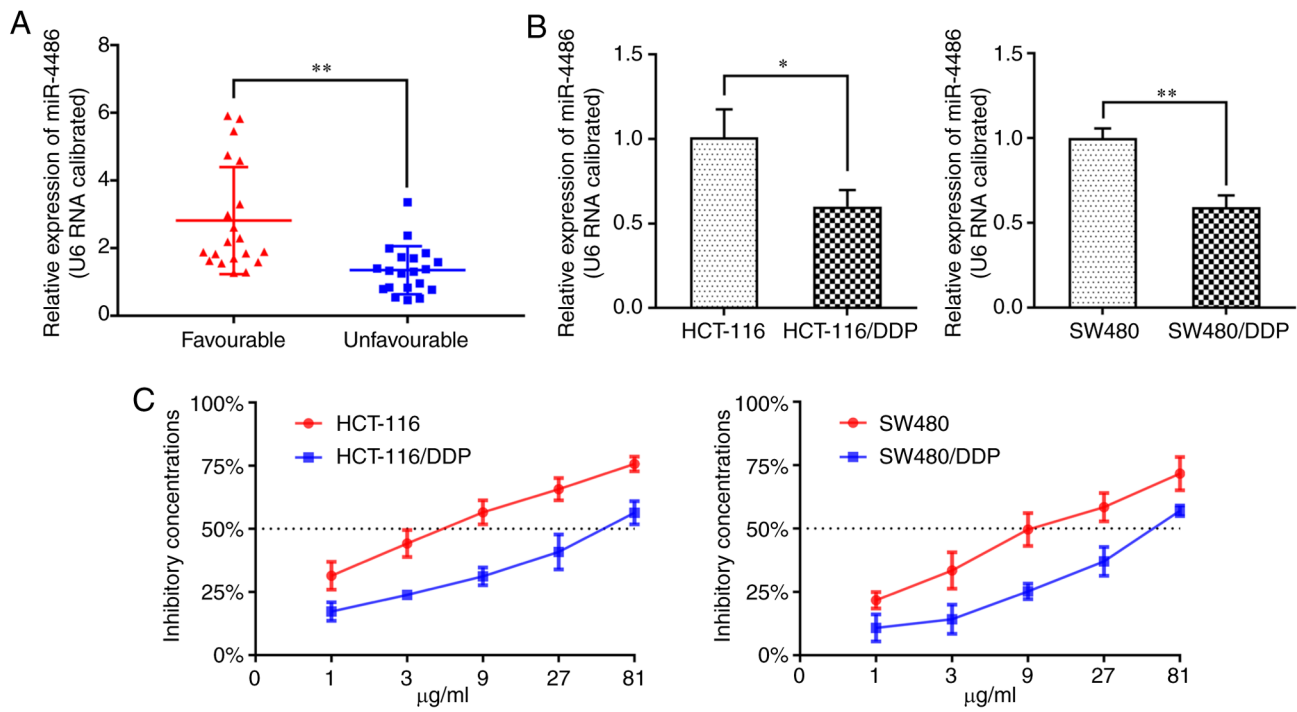 A
Relative expression of miR-4486
(U6 RNA calibrated)
8
6
4
2
0
**
Favourable
Unfavourable
B
Relative expression of miR-4486
(U6 RNA calibrated)
1.5
1.0
0.5
0.0
*
HCT-116
HCT-116/DDP
Relative expression of miR-4486
(U6 RNA calibrated)
1.5
1.0
0.5
0.0
**
SW480
SW480/DDP
C
Inhibitory concentrations
100%
75%
50%
25%
0%
HCT-116
HCT-116/DDP
0 1 3 9 27 81
μg/ml
Inhibitory concentrations
100%
75%
50%
25%
0%
SW480
SW480/DDP
0 1 3 9 27 81
μg/ml